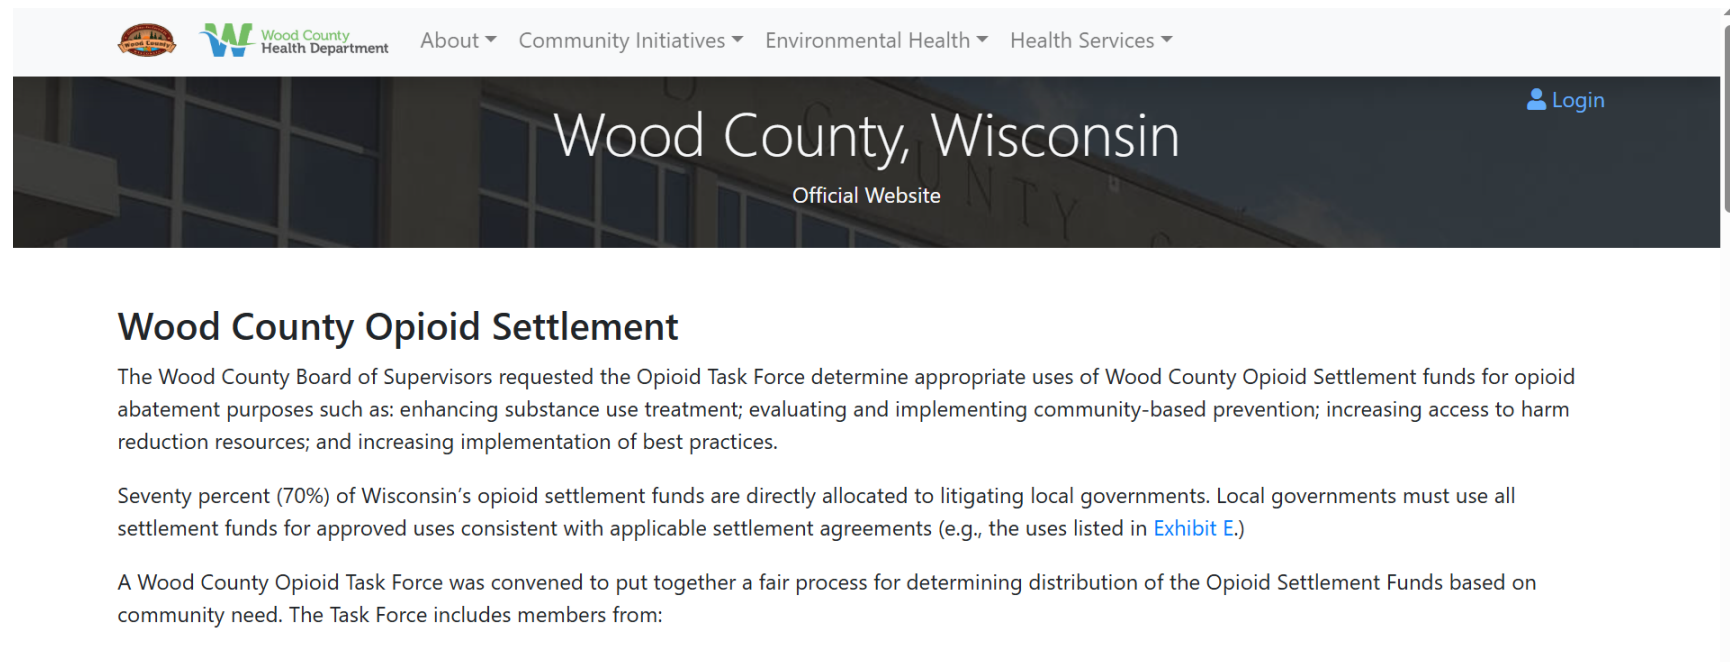 Wood County
Wood County
Health Department
About
Community Initiatives
Environmental Health
Health Services
Login
Wood County, Wisconsin
Official Website
COUNTY
Wood County Opioid Settlement
The Wood County Board of Supervisors requested the Opioid Task Force determine appropriate uses of Wood County Opioid Settlement funds for opioid
abatement purposes such as: enhancing substance use treatment; evaluating and implementing community-based prevention; increasing access to harm
reduction resources; and increasing implementation of best practices.
Seventy percent (70%) of Wisconsin’s opioid settlement funds are directly allocated to litigating local governments. Local governments must use all
settlement funds for approved uses consistent with applicable settlement agreements (e.g., the uses listed in Exhibit E.)
A Wood County Opioid Task Force was convened to put together a fair process for determining distribution of the Opioid Settlement Funds based on
community need. The Task Force includes members from: